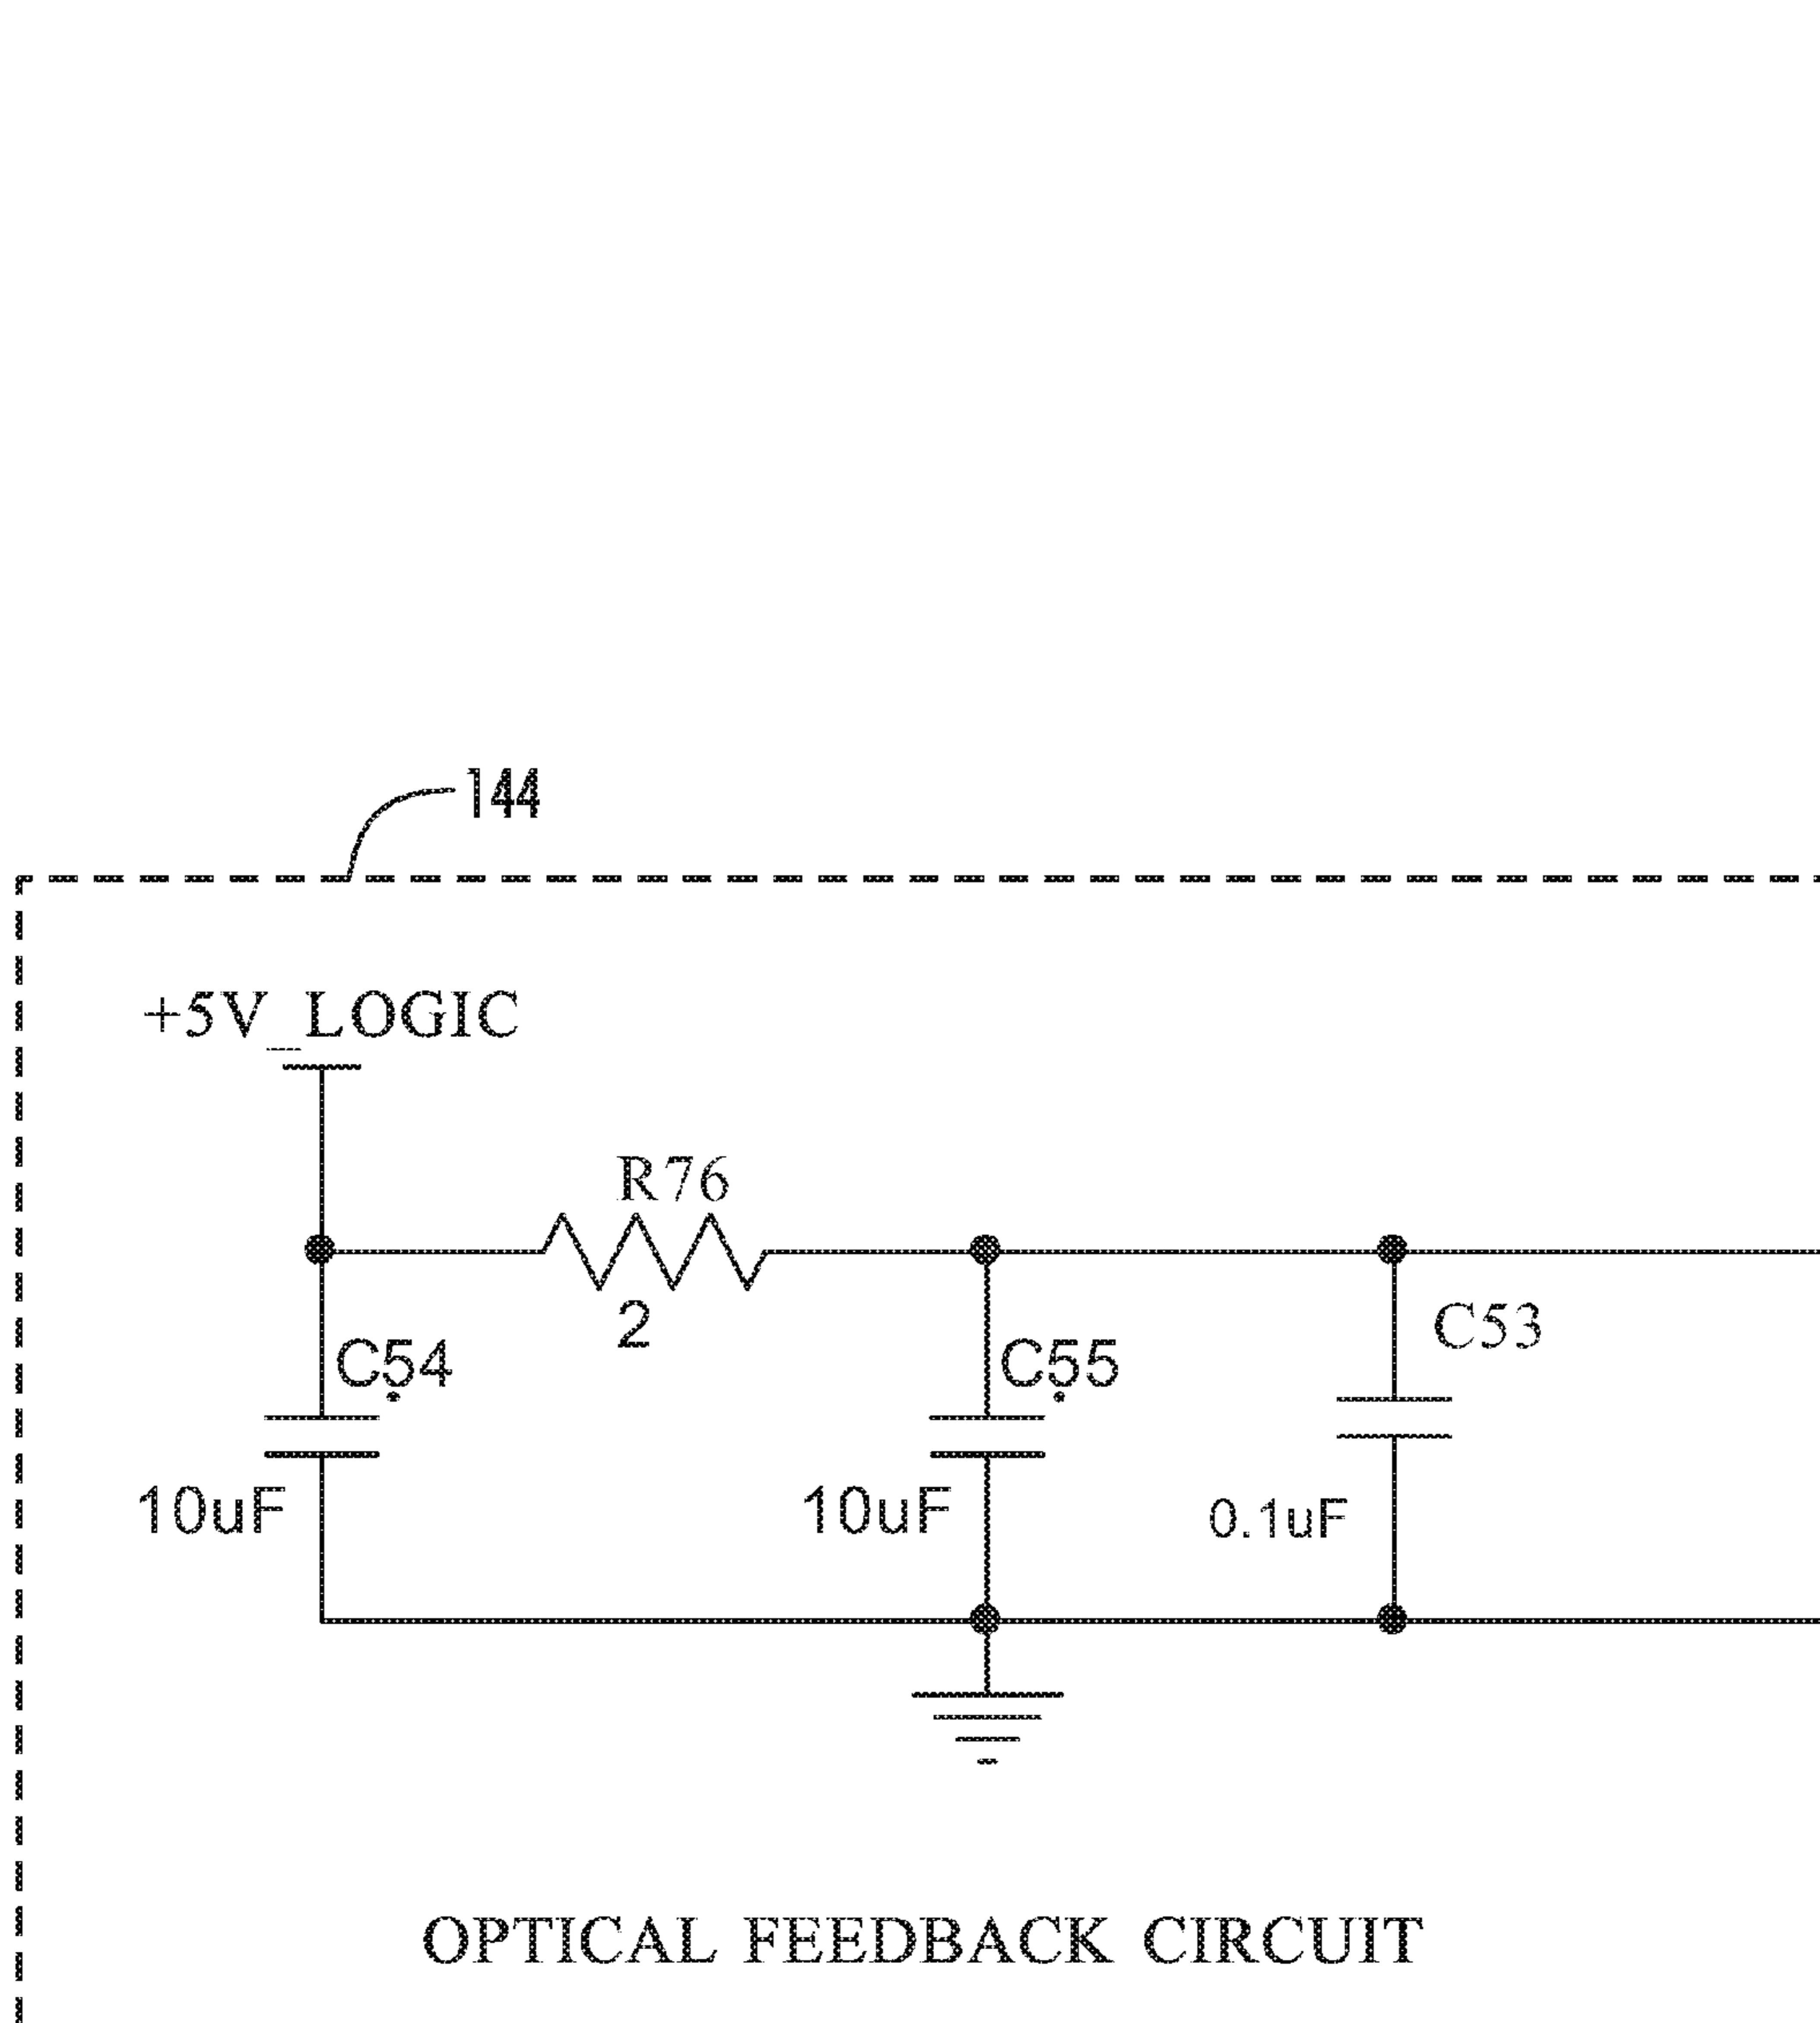 144
+5V_LOGIC
R76
2
C54
C55
C53
10uF
10uF
0.1uF
OPTICAL FEEDBACK CIRCUIT